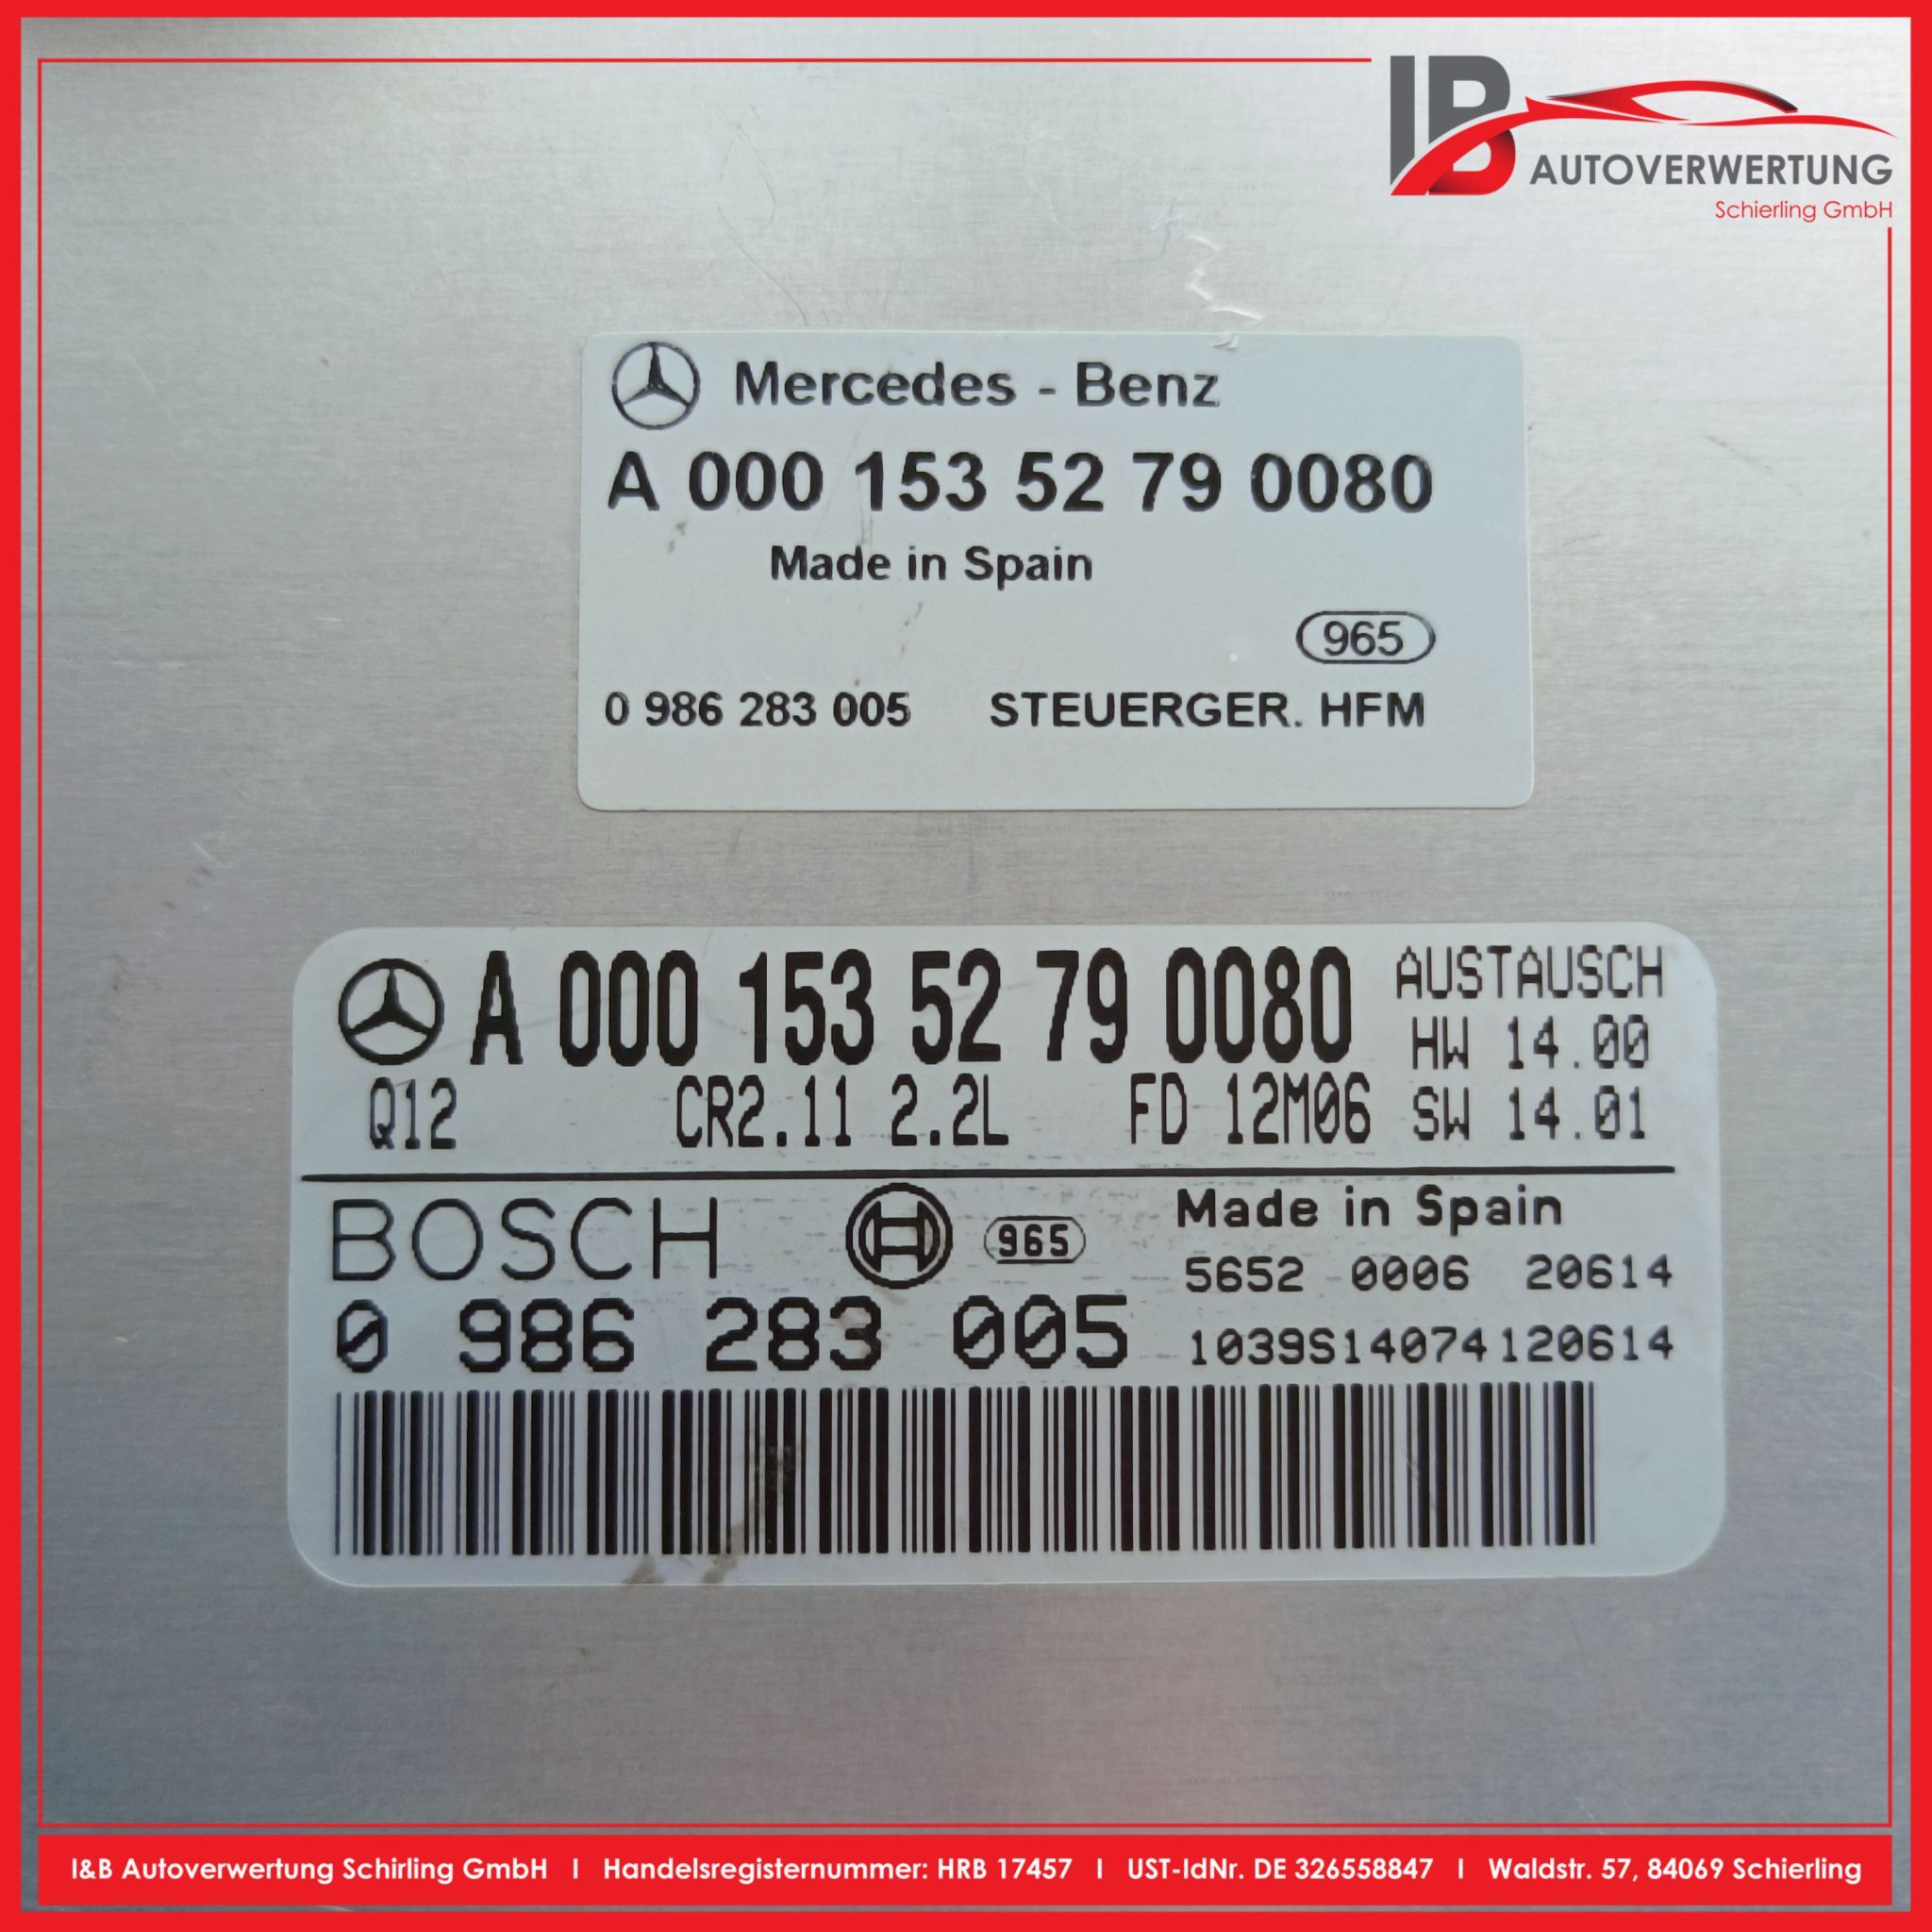 IB
AUTOVERWERTUNG
Schierling GmbH
Mercedes - Benz
A 000 153 52 79 0080
Made in Spain
965
0 986 283 005 STEUERGER. HFM
A 000 153 52 79 0080 AUSTAUSCH
HW 14.00
Q12 CR2.11 2.2L FD 12M06 SW 14.01
BOSCH 965 Made in Spain
5652 0006 20614
0 986 283 005 1039S14074120614
I&B Autoverwertung Schirling GmbH I Handelsregisternummer: HRB 17457 I UST-IdNr. DE 326558847 I Waldstr. 57, 84069 Schierling